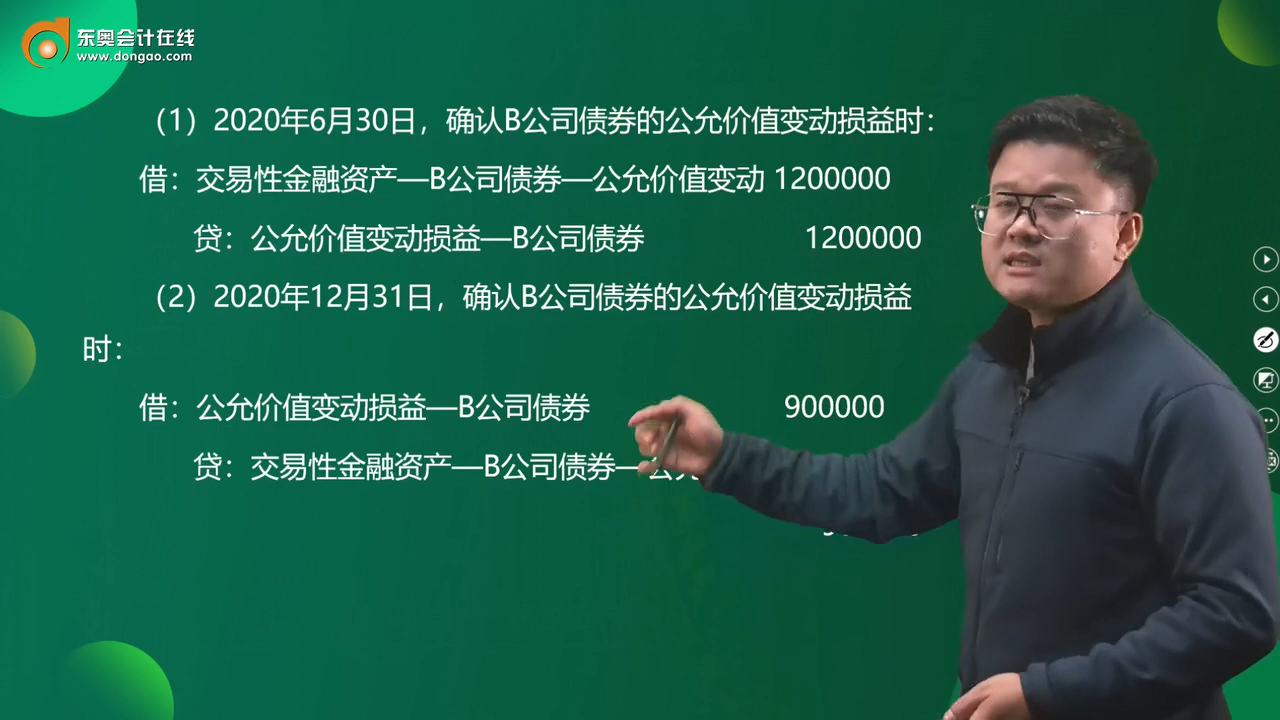 东奥会计在线
www.dongao.com
（1）2020年6月30日，确认B公司债券的公允价值变动损益时：
借：交易性金融资产—B公司债券—公允价值变动 1200000
贷：公允价值变动损益—B公司债券 1200000
（2）2020年12月31日，确认B公司债券的公允价值变动损益
时：
借：公允价值变动损益—B公司债券 900000
贷：交易性金融资产—B公司债券—公允